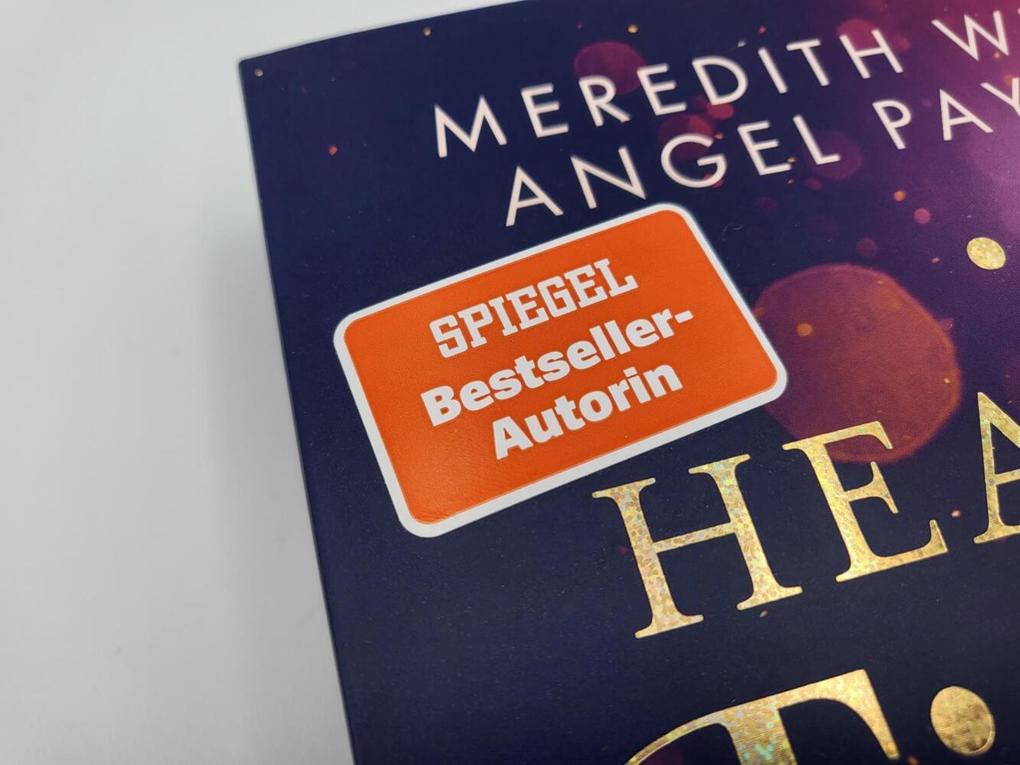 MEREDITH W
ANGEL PAY
SPIEGEL
Bestseller-
Autorin
HEA
T